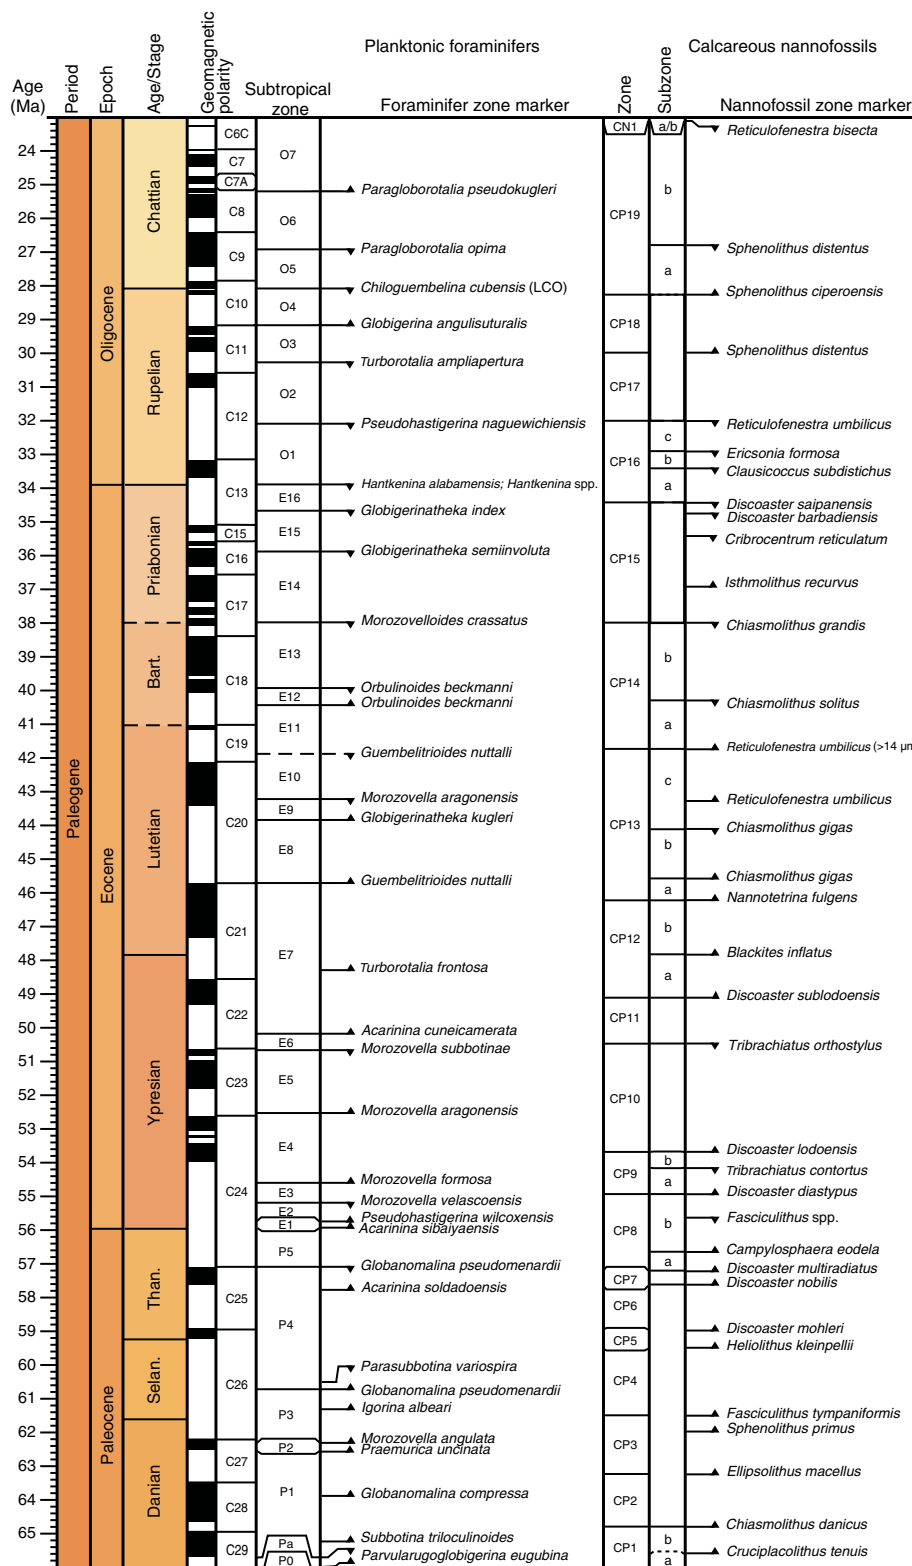 Planktonic foraminifers
Calcareous nannofossils
Age
(Ma)
Period
Epoch
Age/Stage
Geomagnetic
polarity
Subtropical
zone
Foraminifer zone marker
Zone
Subzone
Nannofossil zone marker
24
25
26
27
28
29
30
31
32
33
34
35
36
37
38
39
40
41
42
43
44
45
46
47
48
49
50
51
52
53
54
55
56
57
58
59
60
61
62
63
64
65
Paleogene
Oligocene
Eocene
Paleocene
Chattian
Rupelian
Priabonian
Bart.
Lutetian
Ypresian
Than.
Selan.
Danian
C6C
C7
C7A
C8
C9
C10
C11
C12
C13
C15
C16
C17
C18
C19
C20
C21
C22
C23
C24
C25
C26
C27
C28
C29
O7
O6
O5
O4
O3
O2
O1
E16
E15
E14
E13
E12
E11
E10
E9
E8
E7
E6
E5
E4
E3
E2
E1
P5
P4
P3
P2
P1
Pa
P0
Paragloborotalia pseudokugleri
Paragloborotalia opima
Chiloguembelina cubensis (LCO)
Globigerina angulisuturalis
Turborotalia ampliapertura
Pseudohastigerina naguewichiensis
Hantkenina alabamensis; Hantkenina spp.
Globigerinatheka index
Globigerinatheka semiinvoluta
Morozovelloides crassatus
Orbulinoides beckmanni
Orbulinoides beckmanni
Guembelitrioides nuttalli
Morozovella aragonensis
Globigerinatheka kugleri
Guembelitrioides nuttalli
Turborotalia frontosa
Acarinina cuneicamerata
Morozovella subbotinae
Morozovella aragonensis
Morozovella formosa
Morozovella velascoensis
Pseudohastigerina wilcoxensis
Acarinina sibaiyaensis
Globanomalina pseudomenardii
Acarinina soldadoensis
Parasubbotina variospira
Globanomalina pseudomenardii
Igorina albeari
Morozovella angulata
Praemurica uncinata
Globanomalina compressa
Subbotina triloculinoides
Parvularugoglobigerina eugubina
CN1
CP19
CP18
CP17
CP16
CP15
CP14
CP13
CP12
CP11
CP10
CP9
CP8
CP7
CP6
CP5
CP4
CP3
CP2
CP1
a/b
b
a
c
b
a
b
a
c
b
a
b
a
b
a
b
a
b
a
Reticulofenestra bisecta
Sphenolithus distentus
Sphenolithus ciperoensis
Sphenolithus distentus
Reticulofenestra umbilicus
Ericsonia formosa
Clausicoccus subdistichus
Discoaster saipanensis
Discoaster barbadiensis
Cribrocentrum reticulatum
Isthmolithus recurvus
Chiasmolithus grandis
Chiasmolithus solitus
Reticulofenestra umbilicus (>14 µm
Reticulofenestra umbilicus
Chiasmolithus gigas
Chiasmolithus gigas
Nannotetrina fulgens
Blackites inflatus
Discoaster sublodoensis
Tribrachiatus orthostylus
Discoaster lodoensis
Tribrachiatus contortus
Discoaster diastypus
Fasciculithus spp.
Campylosphaera eodela
Discoaster multiradiatus
Discoaster nobilis
Discoaster mohleri
Heliolithus kleinpellii
Fasciculithus tympaniformis
Sphenolithus primus
Ellipsolithus macellus
Chiasmolithus danicus
Cruciplacolithus tenuis